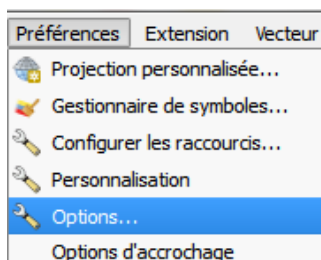 Préférences Extension Vecteur
Projection personnalisée...
Gestionnaire de symboles...
Configurer les raccourcis...
Personnalisation
Options...
Options d'accrochage